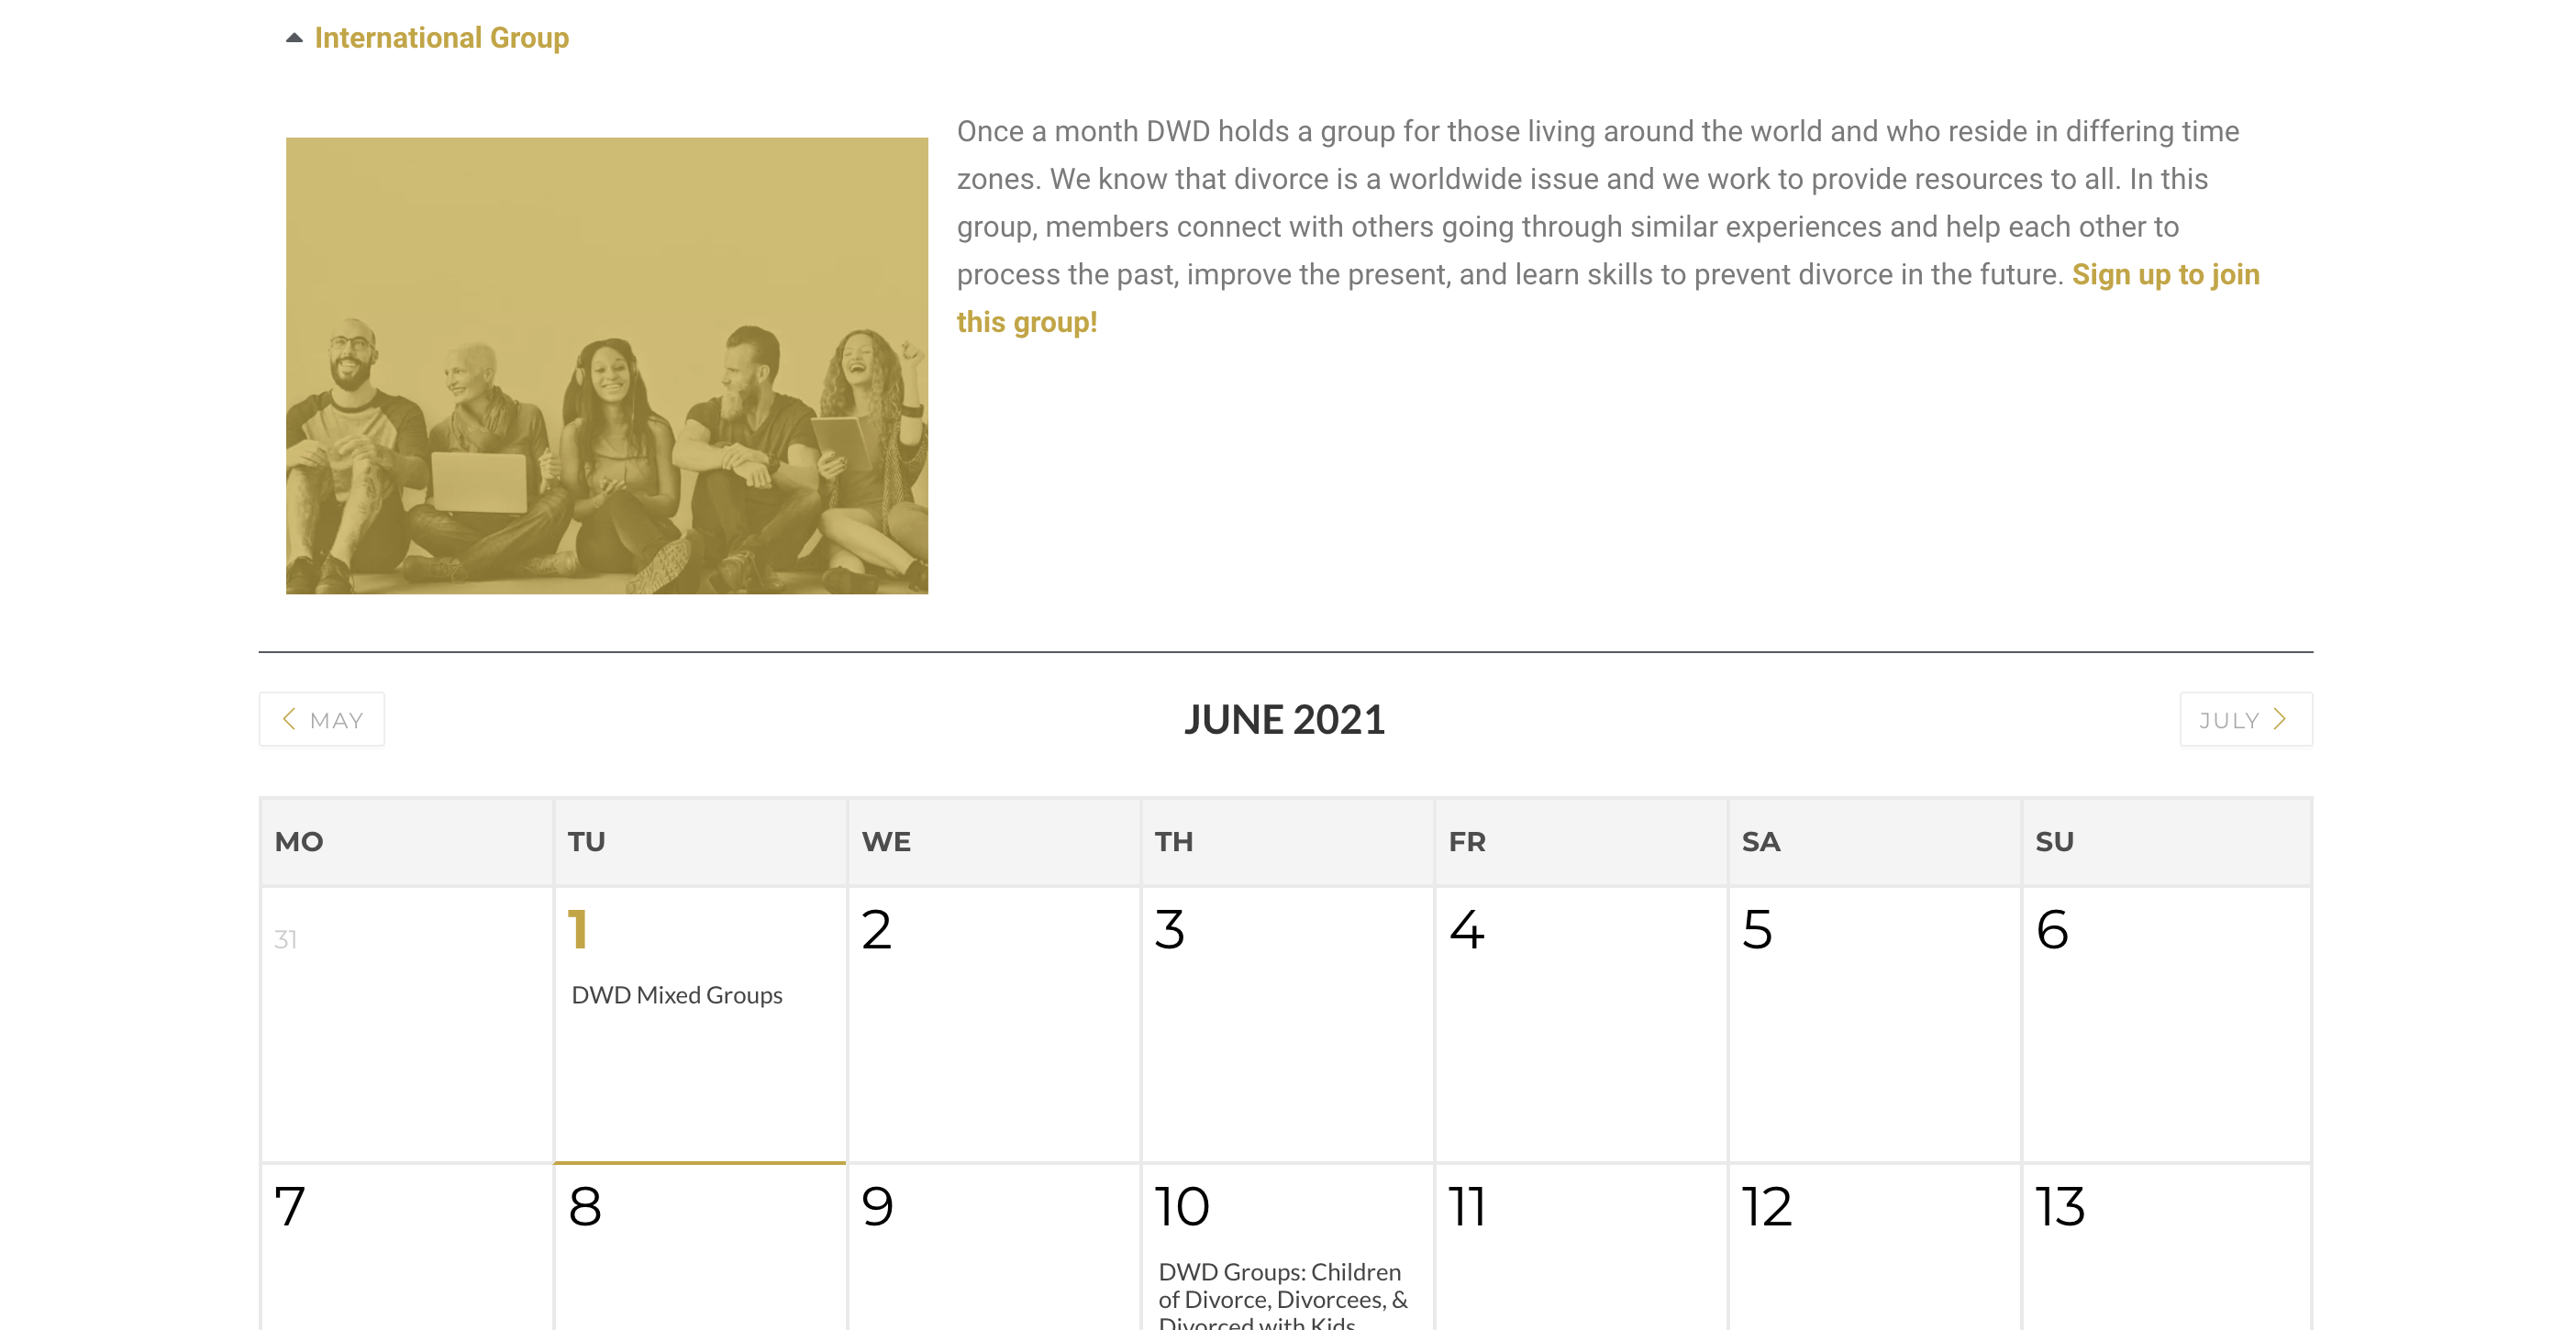 International Group
Once a month DWD holds a group for those living around the world and who reside in differing time
zones. We know that divorce is a worldwide issue and we work to provide resources to all. In this
group, members connect with others going through similar experiences and help each other to
process the past, improve the present, and learn skills to prevent divorce in the future. Sign up to join
this group!
MAY
JUNE 2021
JULY
MO TU WE TH FR SA SU
31 1 2 3 4 5 6
DWD Mixed Groups
7 8 9 10 11 12 13
DWD Groups: Children
of Divorce, Divorcees, &
Divorced with Kids